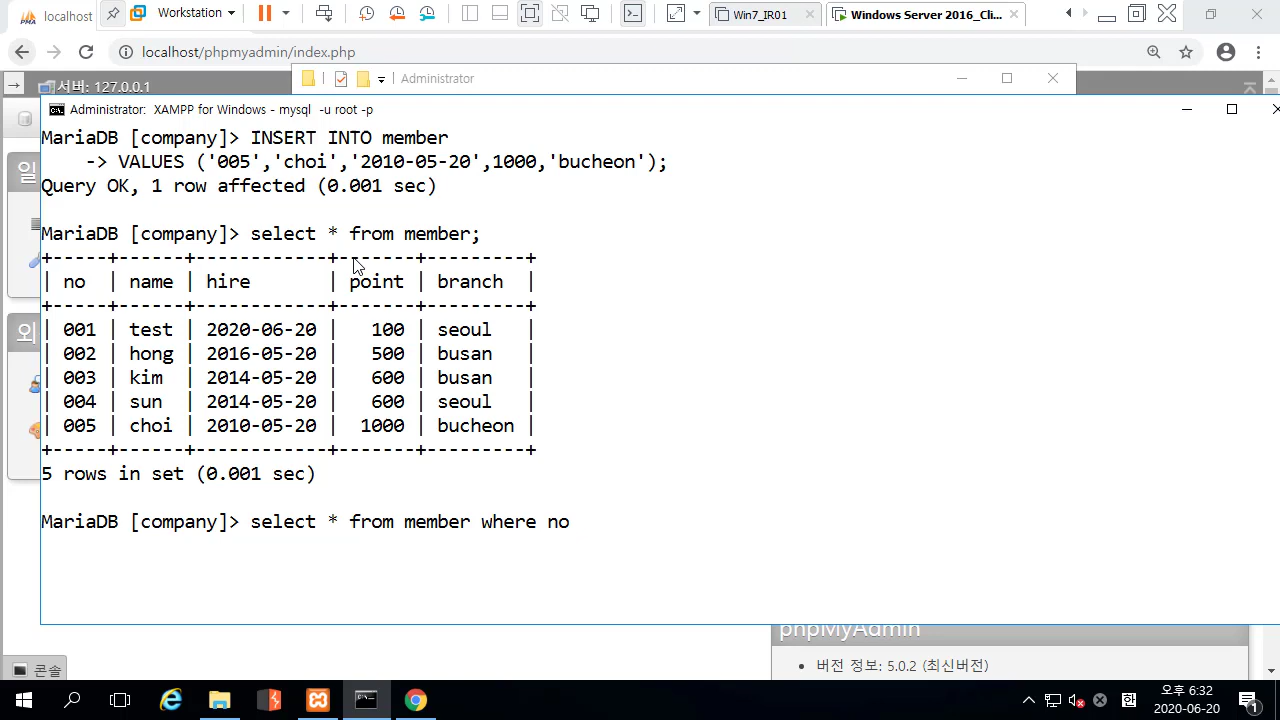 localhost
Workstation
Win7_IR01
Windows Server 2016_Cli...
localhost/phpmyadmin/index.php
서버: 127.0.0.1
Administrator
Administrator: XAMPP for Windows - mysql -u root -p
MariaDB [company]> INSERT INTO member
-> VALUES ('005','choi','2010-05-20',1000,'bucheon');
Query OK, 1 row affected (0.001 sec)
MariaDB [company]> select * from member;
+-----+------+------------+-------+---------+
| no | name | hire | point | branch |
+-----+------+------------+-------+---------+
| 001 | test | 2020-06-20 | 100 | seoul |
| 002 | hong | 2016-05-20 | 500 | busan |
| 003 | kim | 2014-05-20 | 600 | busan |
| 004 | sun | 2014-05-20 | 600 | seoul |
| 005 | choi | 2010-05-20 | 1000 | bucheon |
+-----+------+------------+-------+---------+
5 rows in set (0.001 sec)
MariaDB [company]> select * from member where no
일
외
phpMyAdmin
버전 정보: 5.0.2 (최신버전)
콘솔
한
오후 6:32
2020-06-20
1